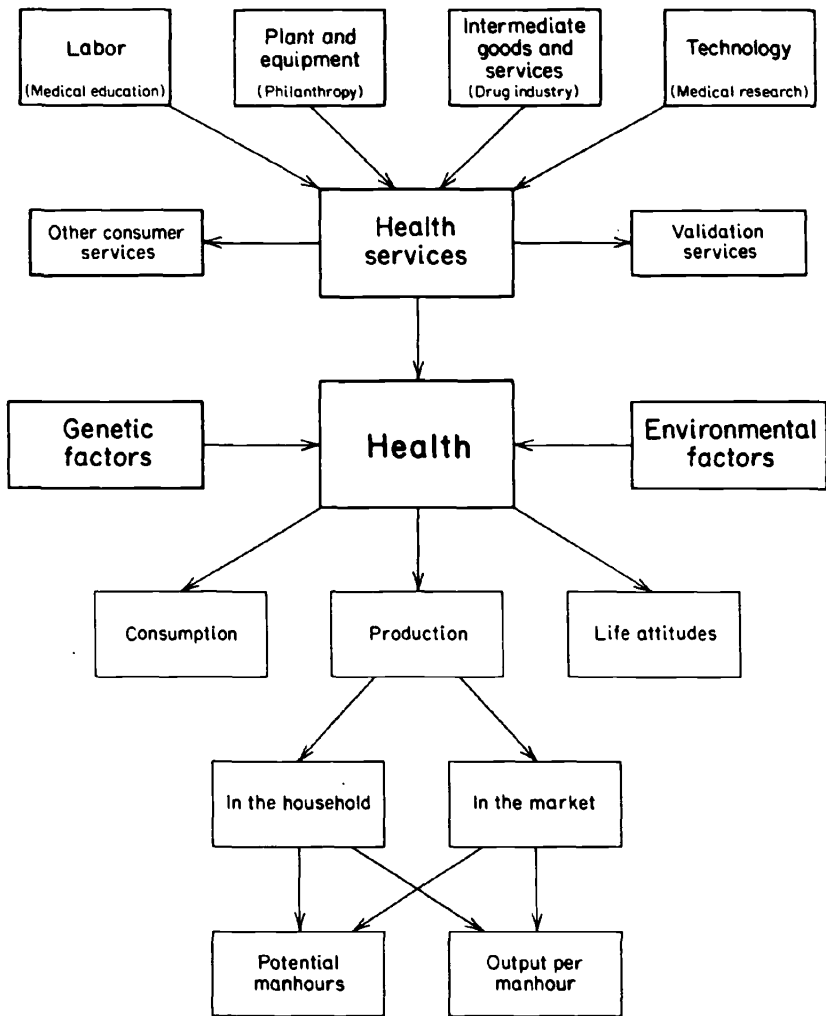 Labor
(Medical education)
Plant and
equipment
(Philanthropy)
Intermediate
goods and
services
(Drug industry)
Technology
(Medical research)
Other consumer
services
Health
services
Validation
services
Genetic
factors
Health
Environmental
factors
Consumption
Production
Life attitudes
In the household
In the market
Potential
manhours
Output per
manhour